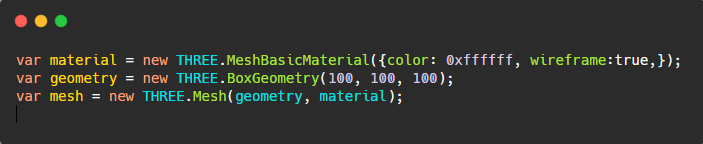 var material = new THREE.MeshBasicMaterial({color: 0xffffff, wireframe:true,});
var geometry = new THREE.BoxGeometry(100, 100, 100);
var mesh = new THREE.Mesh(geometry, material);